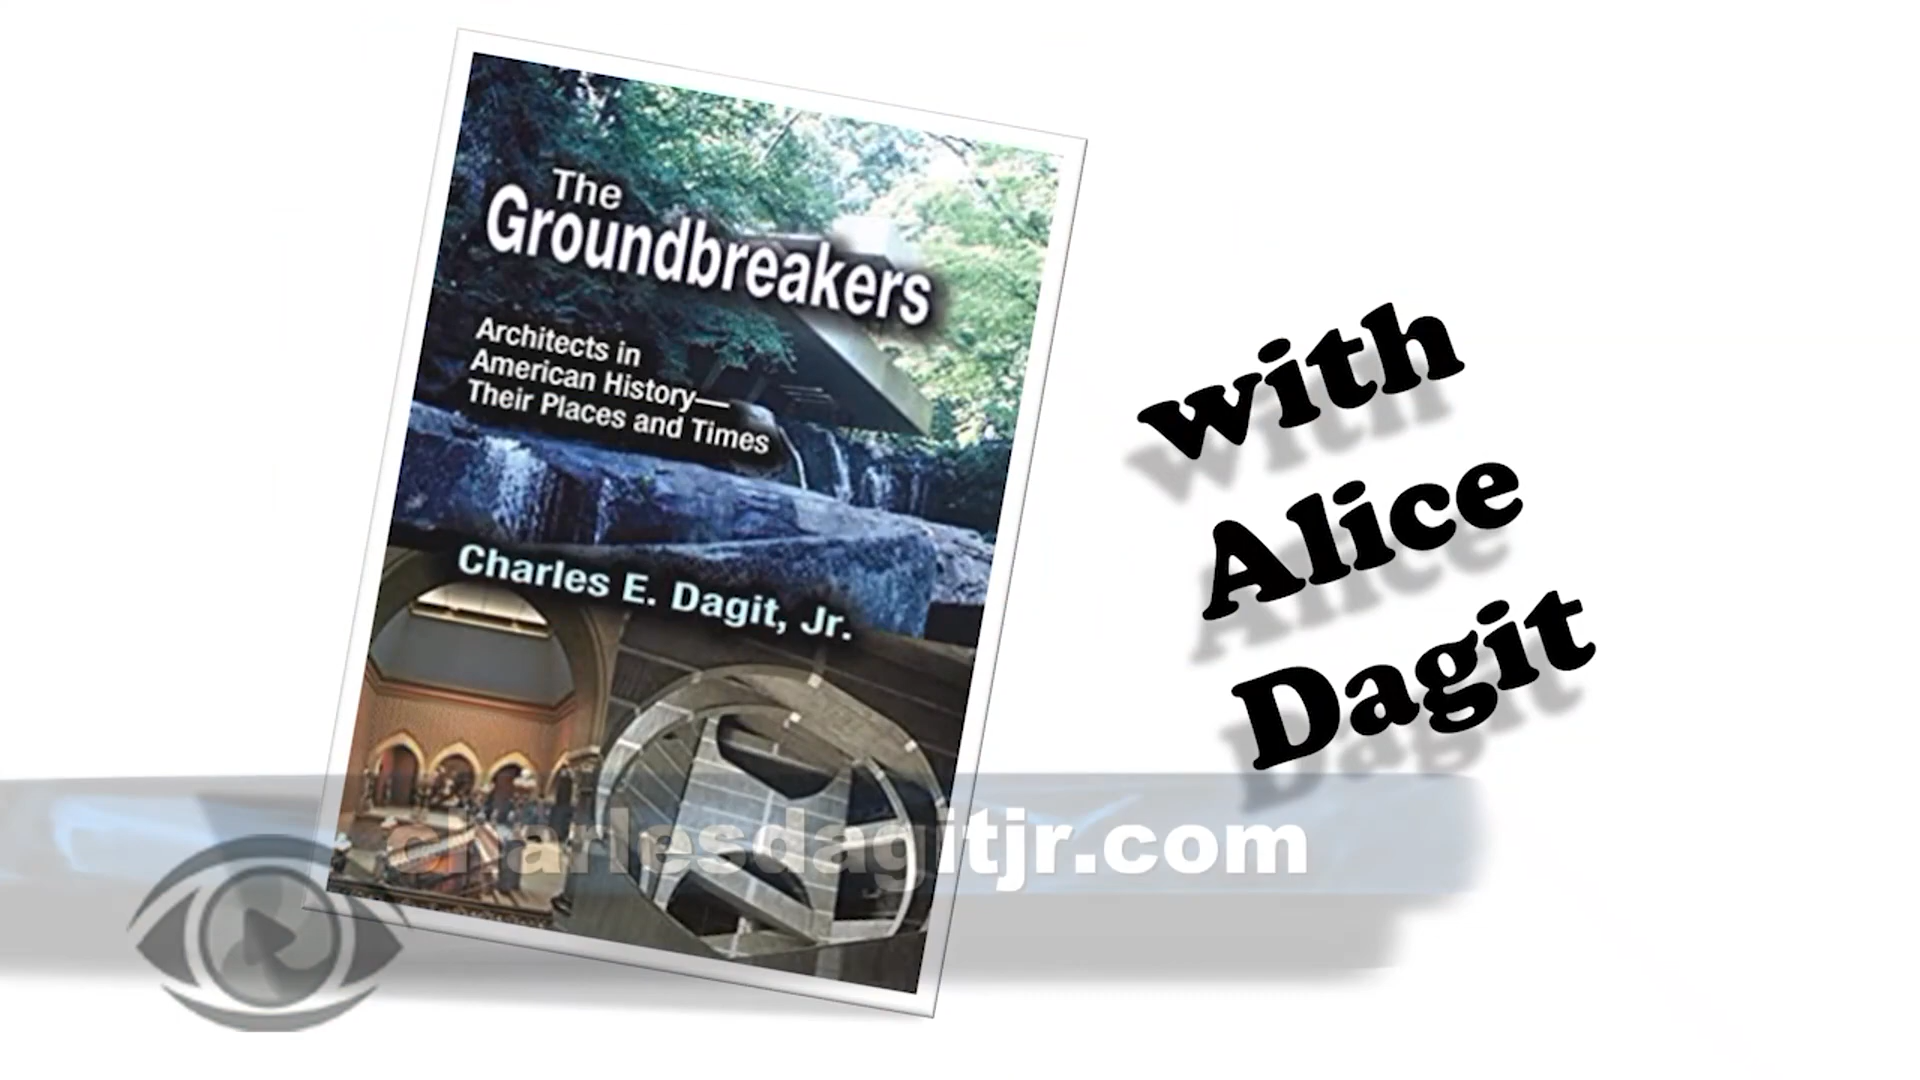 The
Groundbreakers
Architects in
American History—
Their Places and Times
Charles E. Dagit, Jr.
with
Alice
Dagit
charlesdagitjr.com